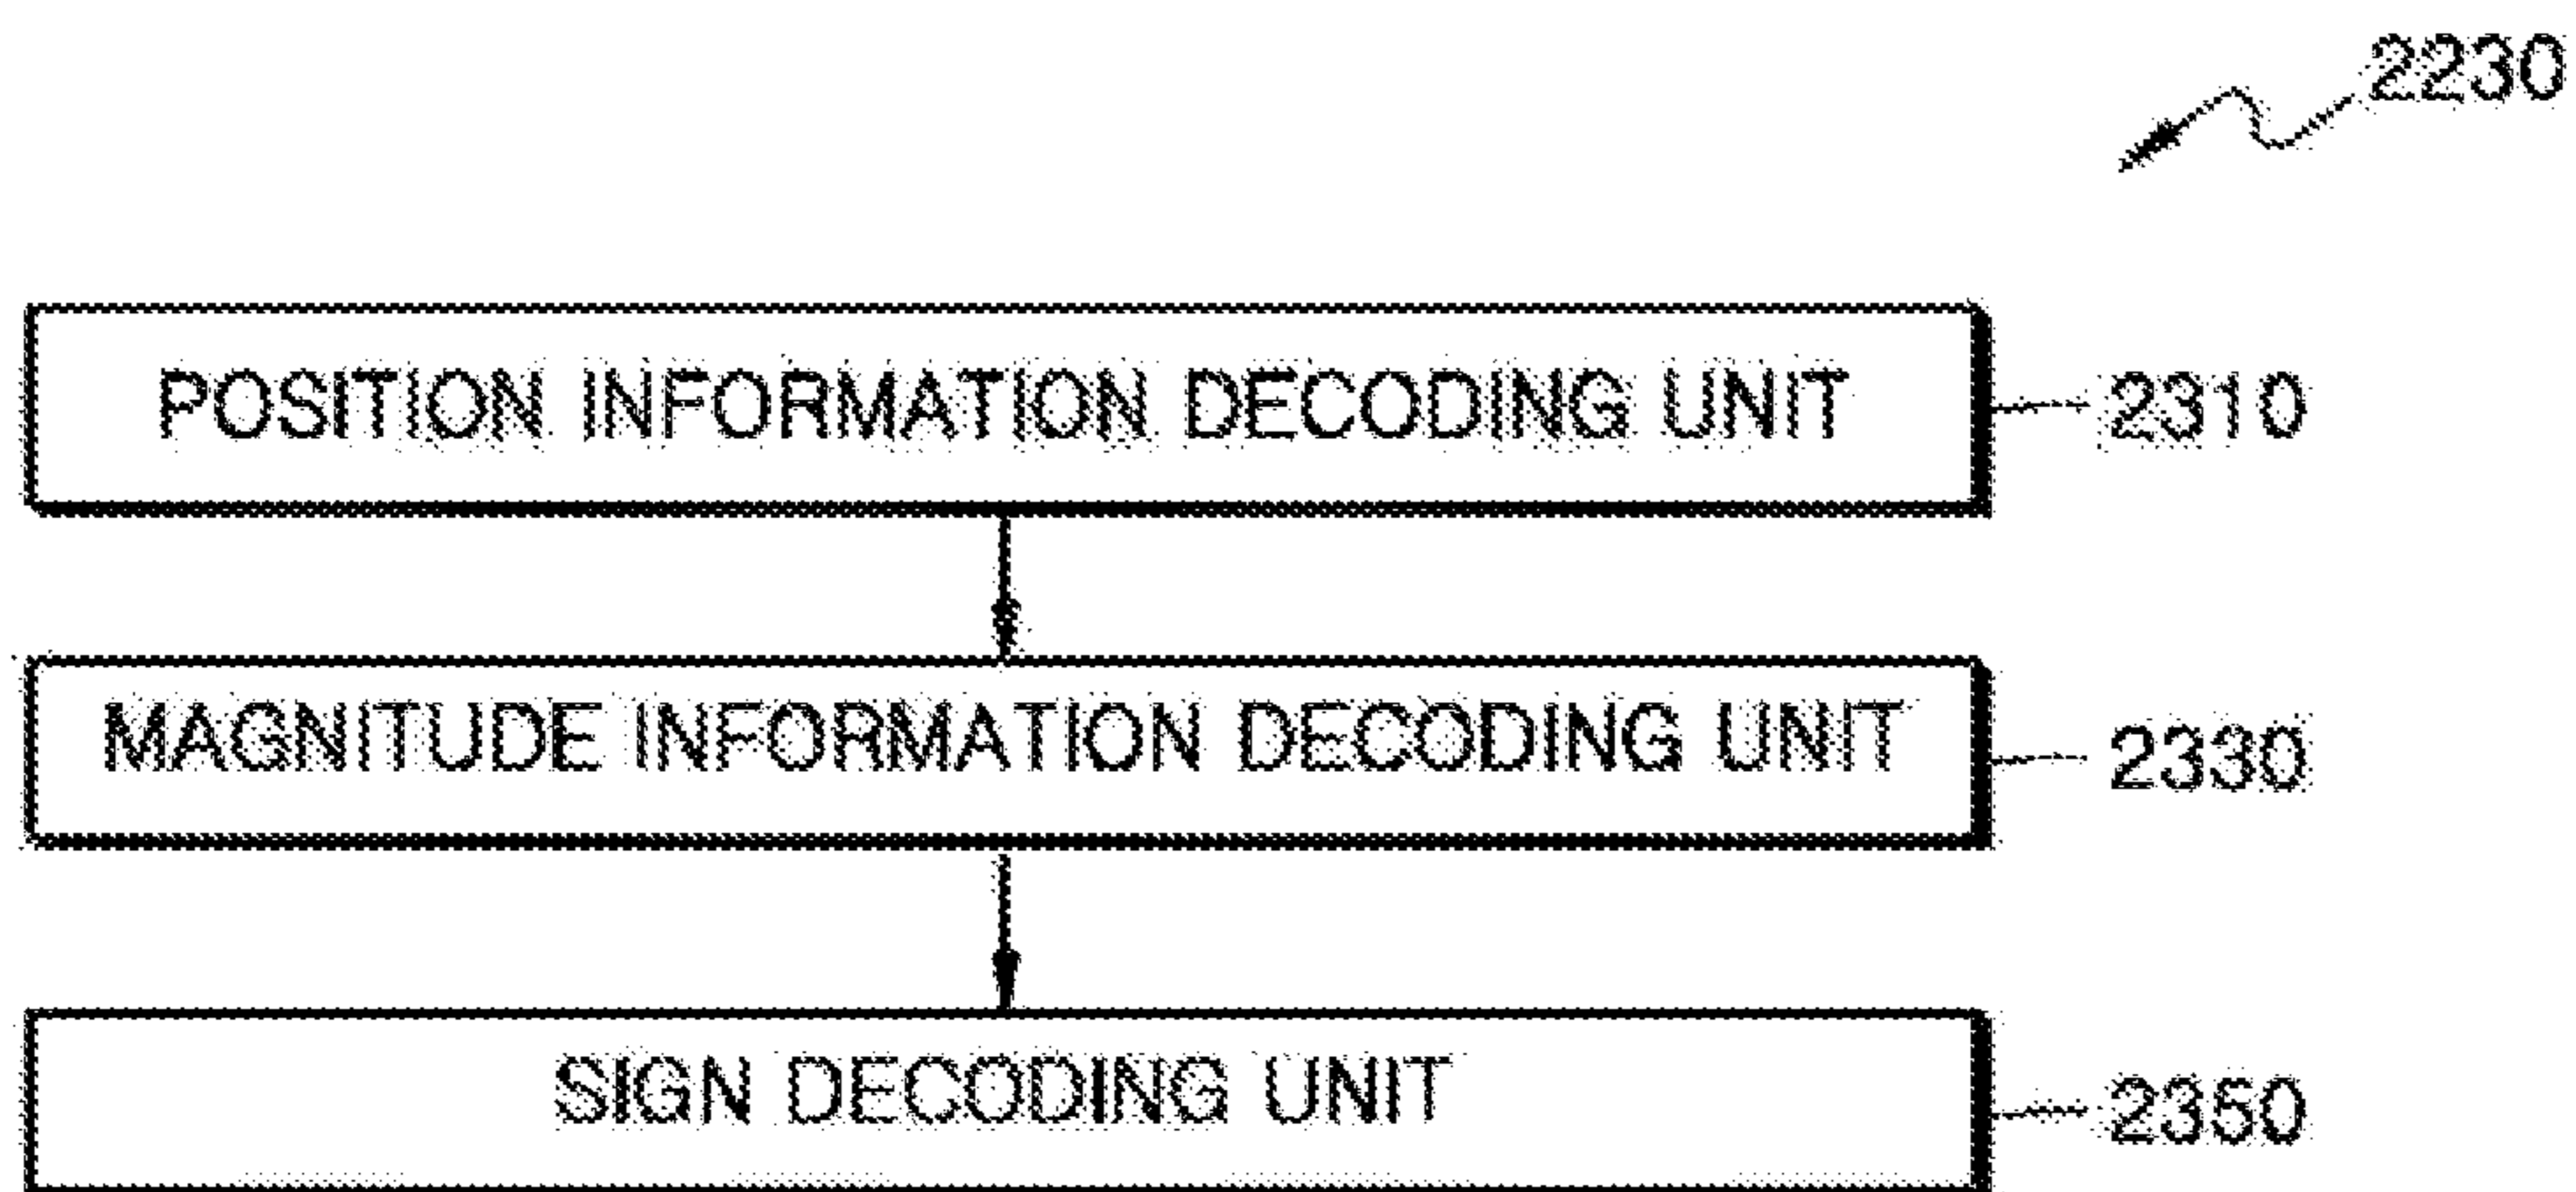 2230
POSITION INFORMATION DECODING UNIT
2310
MAGNITUDE INFORMATION DECODING UNIT
2330
SIGN DECODING UNIT
2350